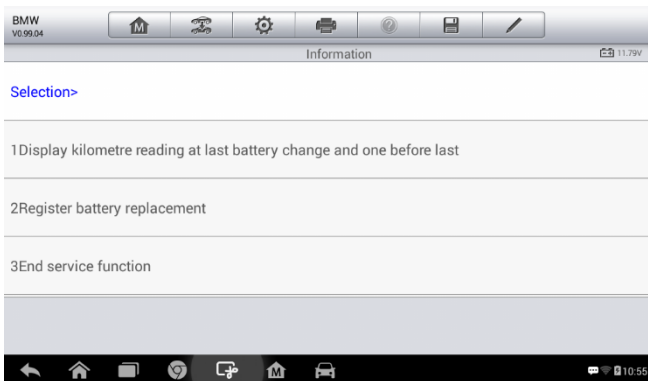 BMW
V0.99.04
M
Information
11.79V
Selection>
1Display kilometre reading at last battery change and one before last
2Register battery replacement
3End service function
M
10:55